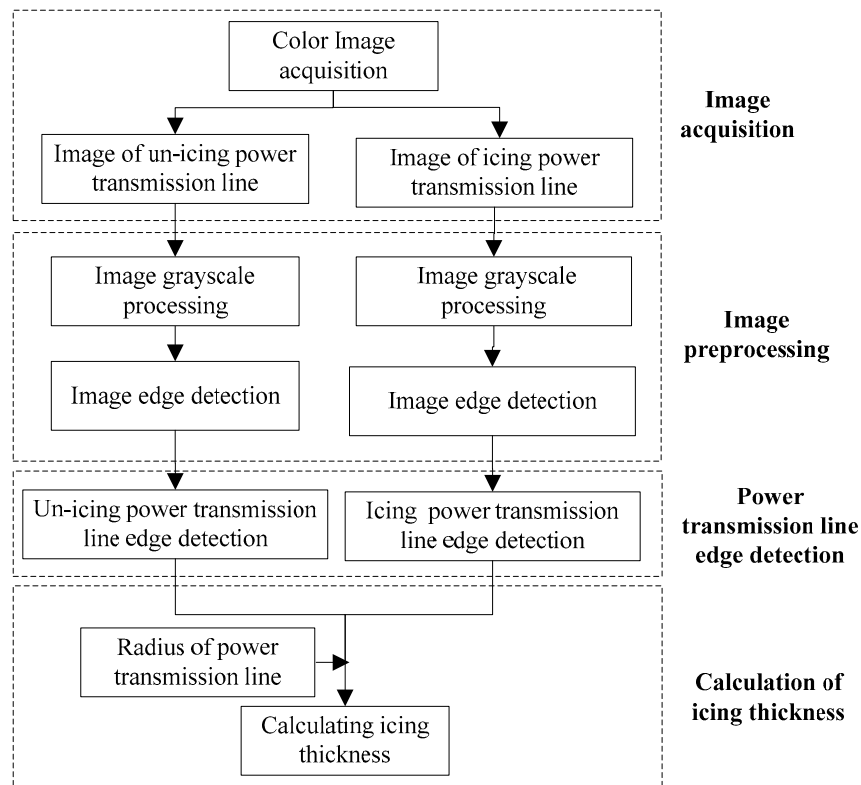 Color Image
acquisition
Image
acquisition
Image of un-icing power
transmission line
Image of icing power
transmission line
Image grayscale
processing
Image grayscale
processing
Image
preprocessing
Image edge detection
Image edge detection
Un-icing power transmission
line edge detection
Icing power transmission
line edge detection
Power
transmission line
edge detection
Radius of power
transmission line
Calculation of
icing thickness
Calculating icing
thickness